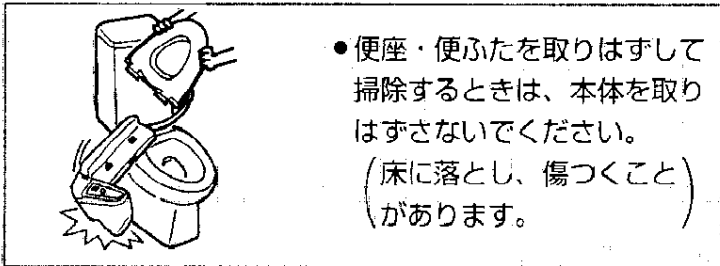 ●便座・便ふたを取りはずして
掃除するときは、本体を取り
はずさないでください。
(床に落とし、傷つくこと
があります。)